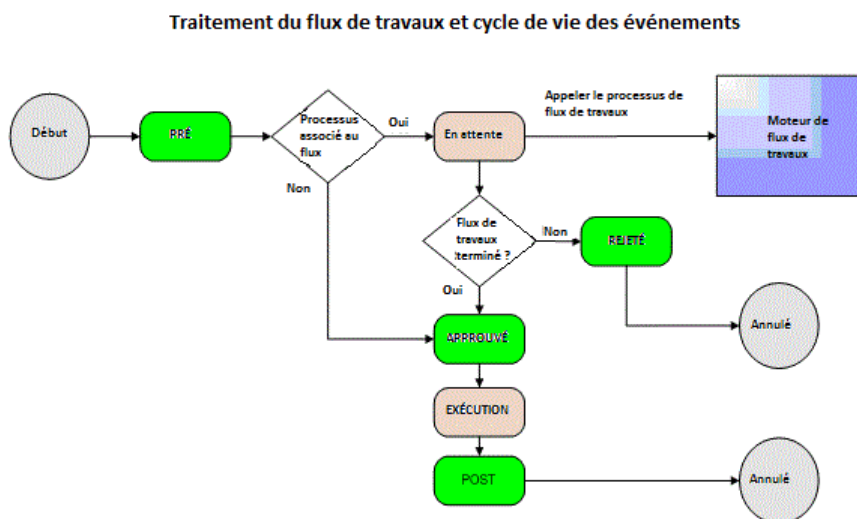 Traitement du flux de travaux et cycle de vie des événements
Début
PRÉ
Processus
associé au
flux
Oui
Non
En attente
Appeler le processus de
flux de travaux
Moteur de
flux de
travaux
Flux de
travaux
terminé ?
Non
REJETÉ
Oui
Annulé
APPROUVÉ
EXÉCUTION
POST
Annulé